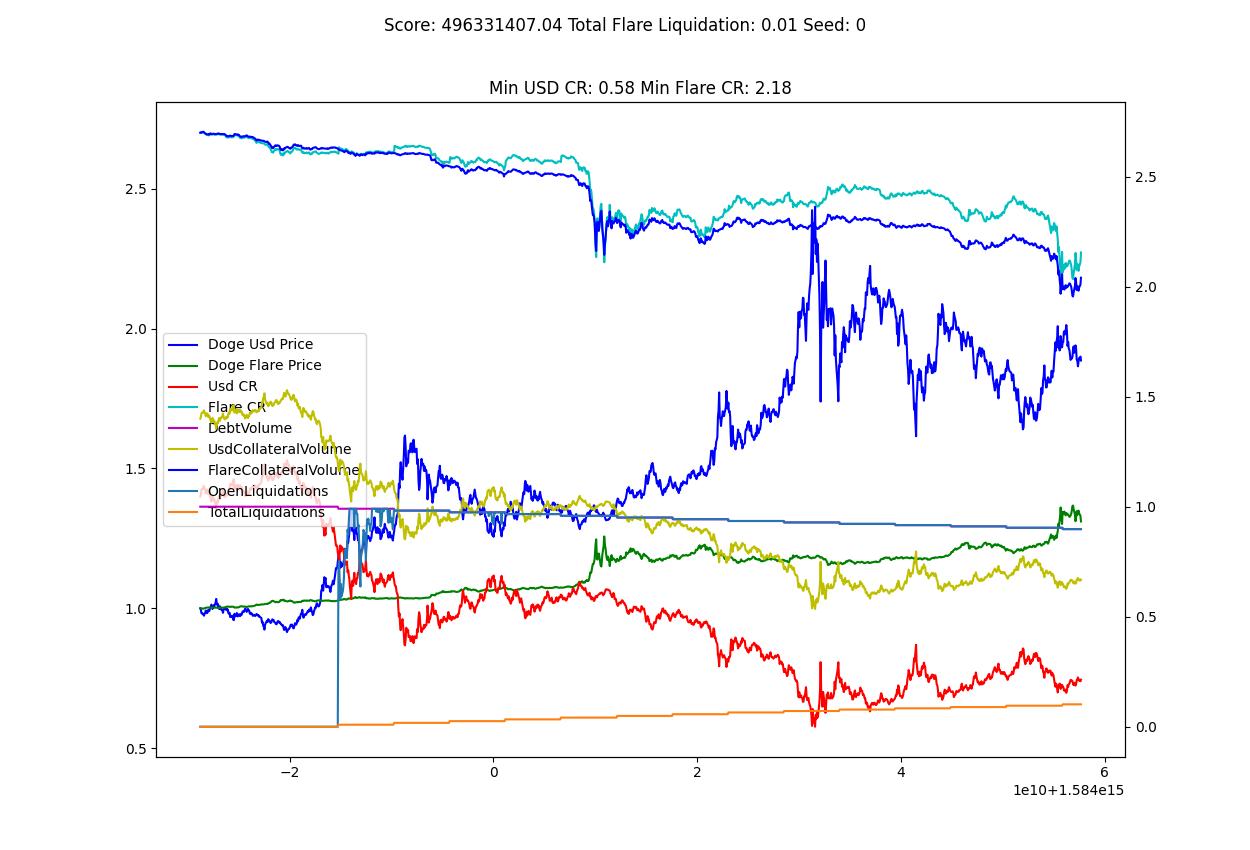 Score: 496331407.04 Total Flare Liquidation: 0.01 Seed: 0
Min USD CR: 0.58 Min Flare CR: 2.18
2.5
2.0
1.5
1.0
0.5
Doge Usd Price
Doge Flare Price
Usd CR
Flare CR
DebtVolume
UsdCollateralVolume
FlareCollateralVolume
OpenLiquidations
TotalLiquidations
2.5
2.0
1.5
1.0
0.5
0.0
−2 0 2 4 6
1e10+1.584e15